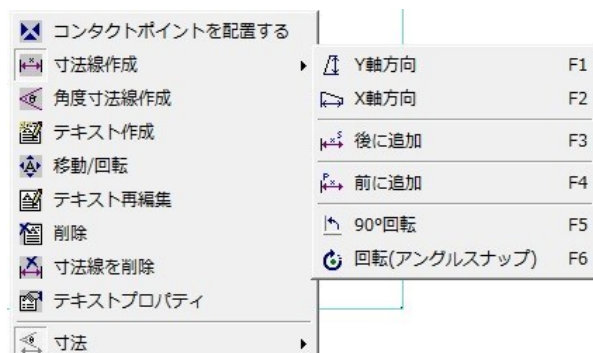 コンタクトポイントを配置する
寸法線作成
角度寸法線作成
テキスト作成
移動/回転
テキスト再編集
削除
寸法線を削除
テキストプロパティ
寸法
Y軸方向 F1
X軸方向 F2
後に追加 F3
前に追加 F4
90º回転 F5
回転(アングルスナップ) F6